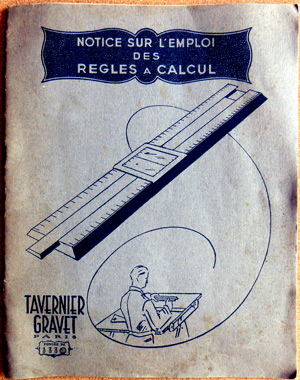 NOTICE SUR L'EMPLOI
DES
REGLES A CALCUL
TAVERNIER
GRAVET
PARIS